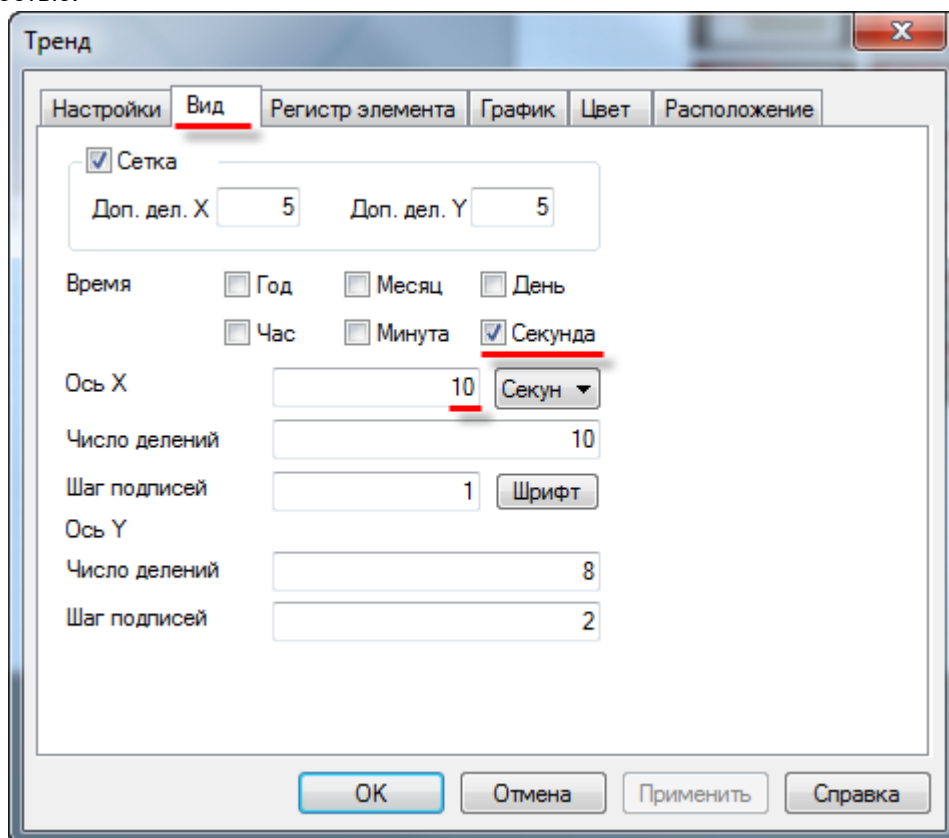 Тренд
Настройки Вид Регистр элемента График Цвет Расположение
Сетка
Доп. дел. X 5 Доп. дел. Y 5
Время Год Месяц День
Час Минута Секунда
Ось X 10 Секун
Число делений 10
Шаг подписей 1 Шрифт
Ось Y
Число делений 8
Шаг подписей 2
OK Отмена Применить Справка